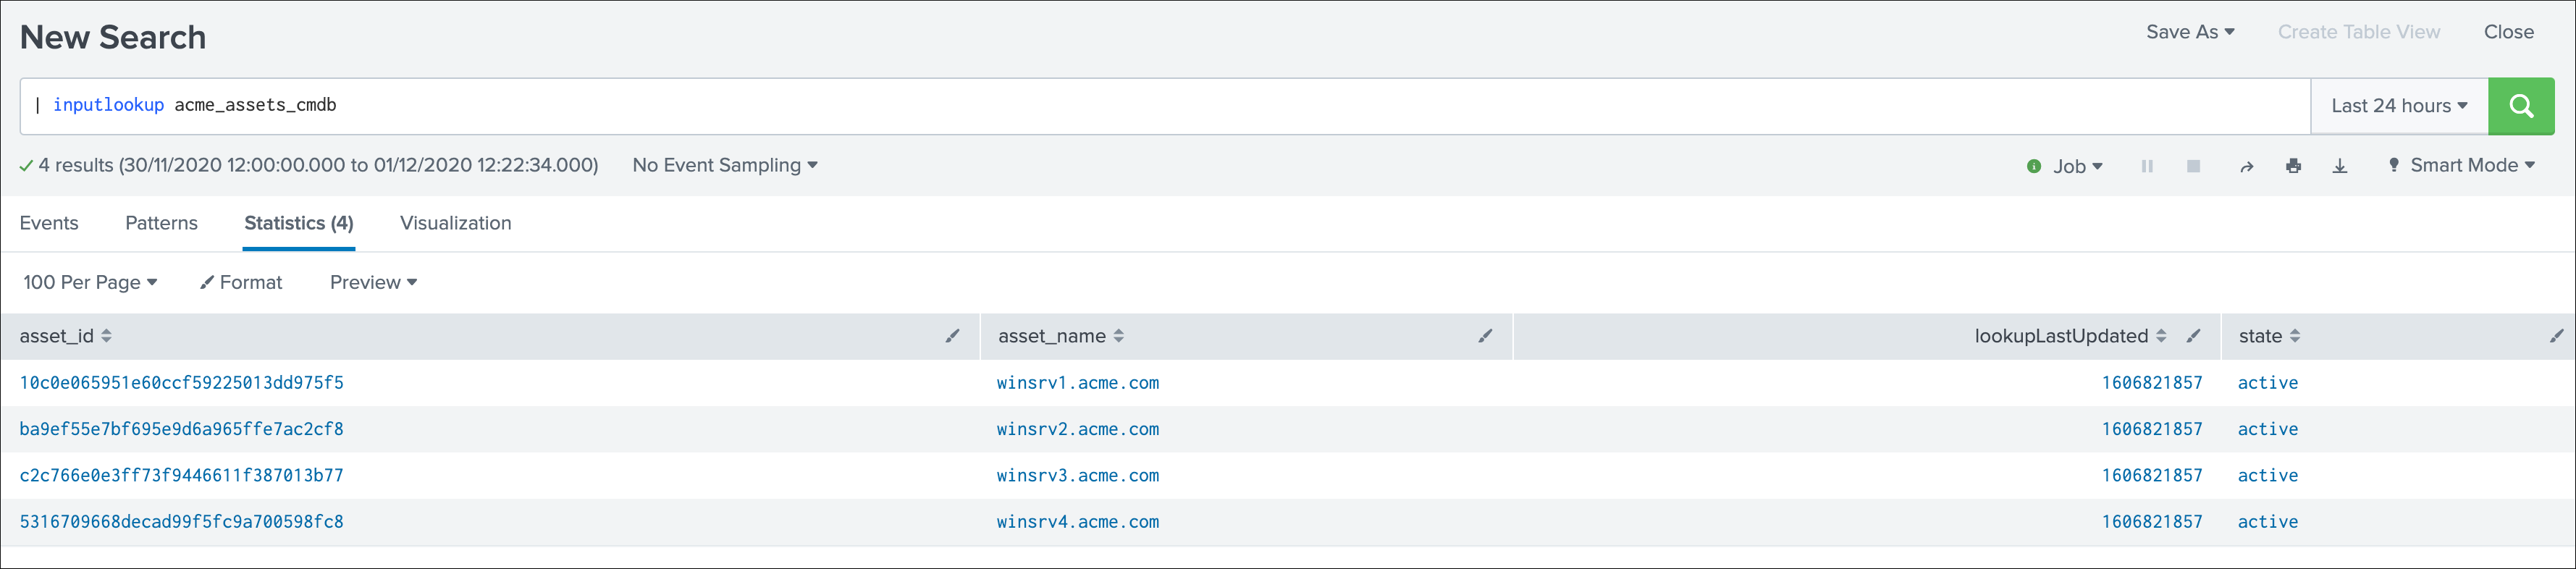 New Search
Save As Create Table View Close
| inputlookup acme_assets_cmdb
Last 24 hours
4 results (30/11/2020 12:00:00.000 to 01/12/2020 12:22:34.000) No Event Sampling
Job Smart Mode
Events Patterns Statistics (4) Visualization
100 Per Page Format Preview
asset_id asset_name lookupLastUpdated state
10c0e065951e60ccf59225013dd975f5 winsrv1.acme.com 1606821857 active
ba9ef55e7bf695e9d6a965ffe7ac2cf8 winsrv2.acme.com 1606821857 active
c2c766e0e3ff73f9446611f387013b77 winsrv3.acme.com 1606821857 active
5316709668decad99f5fc9a700598fc8 winsrv4.acme.com 1606821857 active